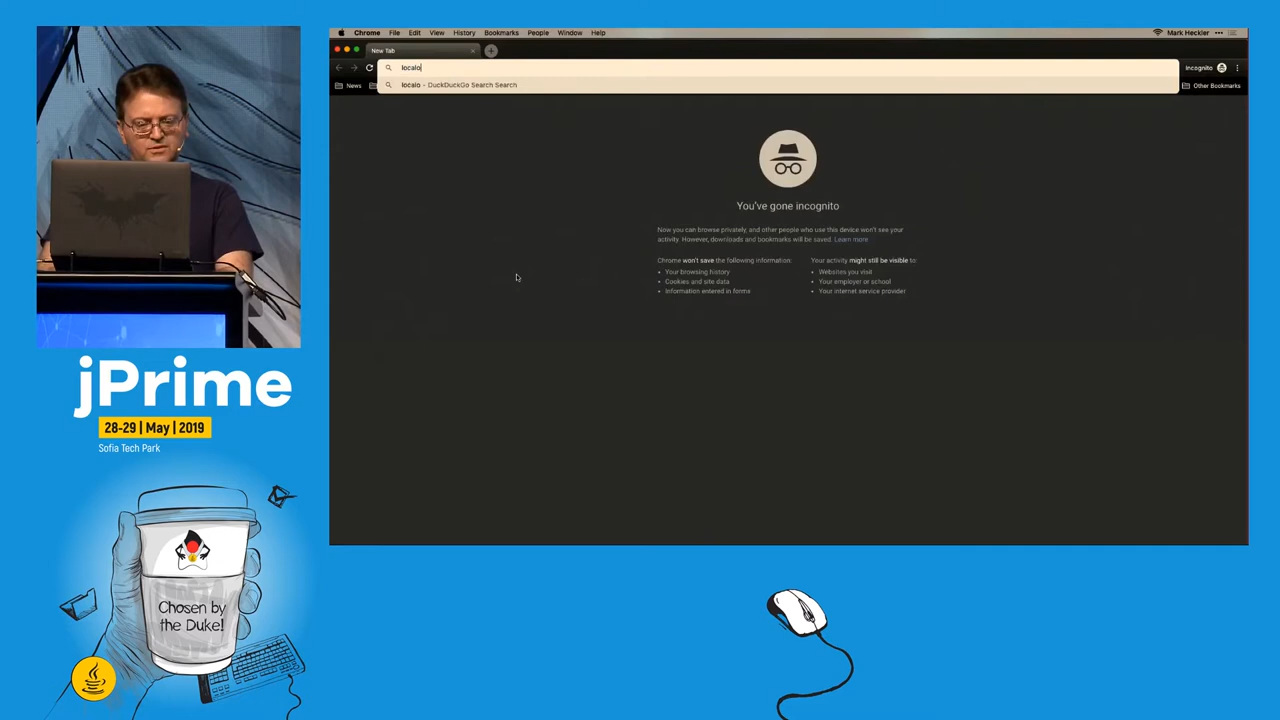 Chrome File Edit View History Bookmarks People Window Help
Mark Heckler
New Tab
localo
Incognito
localo - DuckDuckGo Search Search
News
Other Bookmarks
You've gone incognito
Now you can browse privately, and other people who use this device won't see your
activity. However, downloads and bookmarks will be saved. Learn more
Chrome won't save the following information:
• Your browsing history
• Cookies and site data
• Information entered in forms
Your activity might still be visible to:
• Websites you visit
• Your employer or school
• Your internet service provider
jPrime
28-29 | May | 2019
Sofia Tech Park
Chosen by
the Duke!